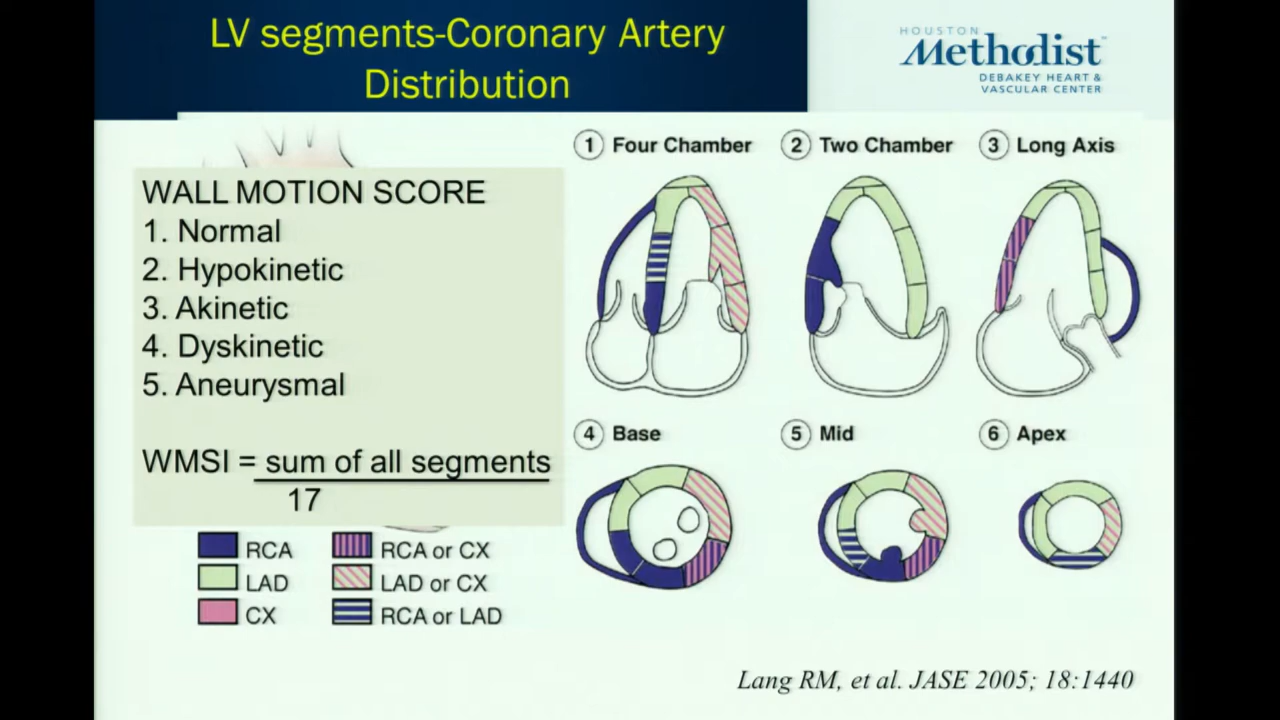 LV segments-Coronary Artery
Distribution
HOUSTON
Methodist
DEBAKEY HEART &
VASCULAR CENTER
WALL MOTION SCORE
1. Normal
2. Hypokinetic
3. Akinetic
4. Dyskinetic
5. Aneurysmal
WMSI = sum of all segments
17
RCA
LAD
CX
RCA or CX
LAD or CX
RCA or LAD
1 Four Chamber
2 Two Chamber
3 Long Axis
4 Base
5 Mid
6 Apex
Lang RM, et al. JASE 2005; 18:1440